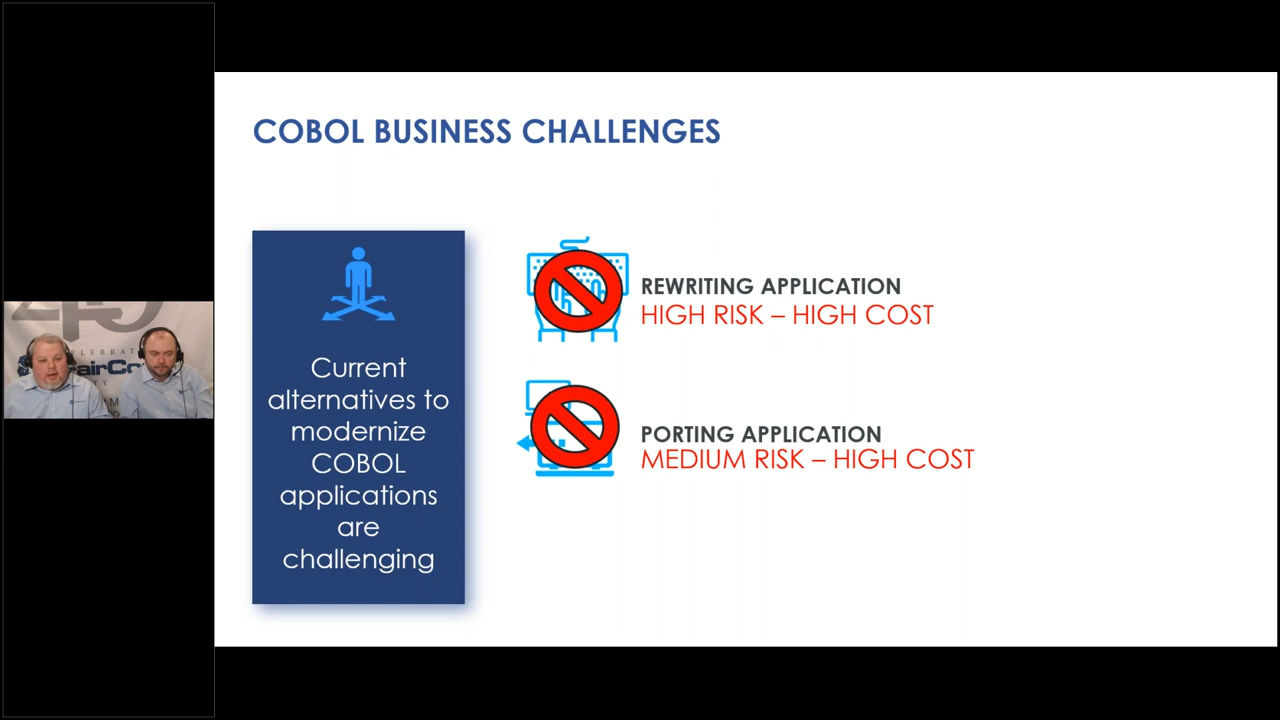 COBOL BUSINESS CHALLENGES
Current
alternatives to
modernize
COBOL
applications
are
challenging
REWRITING APPLICATION
HIGH RISK – HIGH COST
PORTING APPLICATION
MEDIUM RISK – HIGH COST